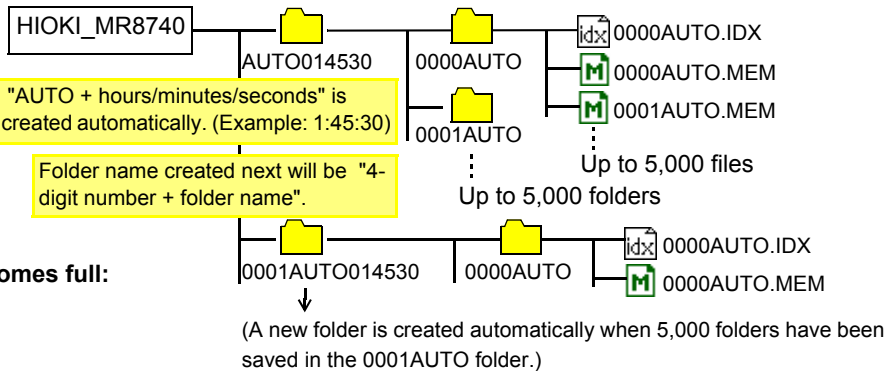 HIOKI_MR8740
AUTO014530
0000AUTO
idx 0000AUTO.IDX
M 0000AUTO.MEM
M 0001AUTO.MEM
0001AUTO
"AUTO + hours/minutes/seconds" is
created automatically. (Example: 1:45:30)
Up to 5,000 files
Up to 5,000 folders
Folder name created next will be "4-
digit number + folder name".
omes full:
0001AUTO014530
0000AUTO
idx 0000AUTO.IDX
M 0000AUTO.MEM
(A new folder is created automatically when 5,000 folders have been
saved in the 0001AUTO folder.)